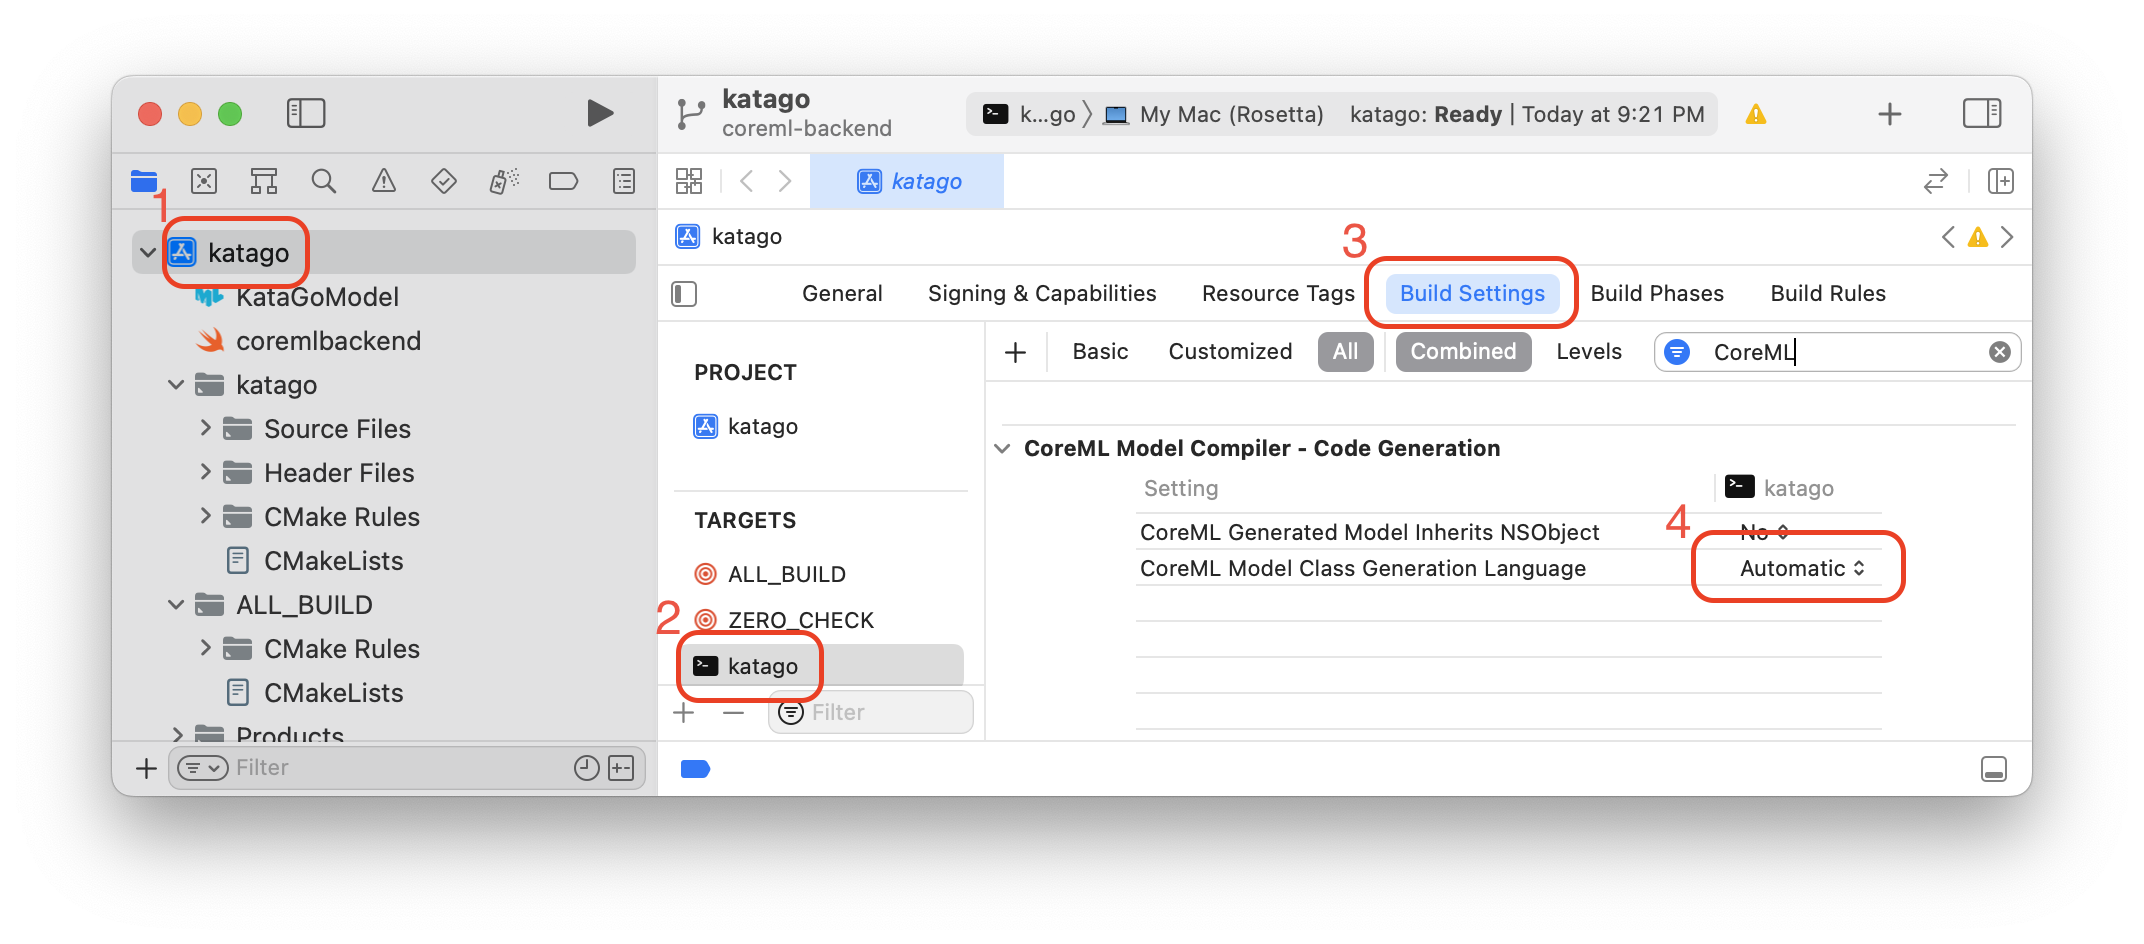 katago
coreml-backend
k...go
My Mac (Rosetta)
katago: Ready | Today at 9:21 PM
katago
1
katago
KataGoModel
coremlbackend
katago
Source Files
Header Files
CMake Rules
CMakeLists
ALL_BUILD
CMake Rules
CMakeLists
Products
Filter
katago
3
General
Signing & Capabilities
Resource Tags
Build Settings
Build Phases
Build Rules
PROJECT
katago
TARGETS
ALL_BUILD
ZERO_CHECK
2
katago
Filter
Basic
Customized
All
Combined
Levels
CoreML
CoreML Model Compiler - Code Generation
Setting
katago
CoreML Generated Model Inherits NSObject
No
4
CoreML Model Class Generation Language
Automatic